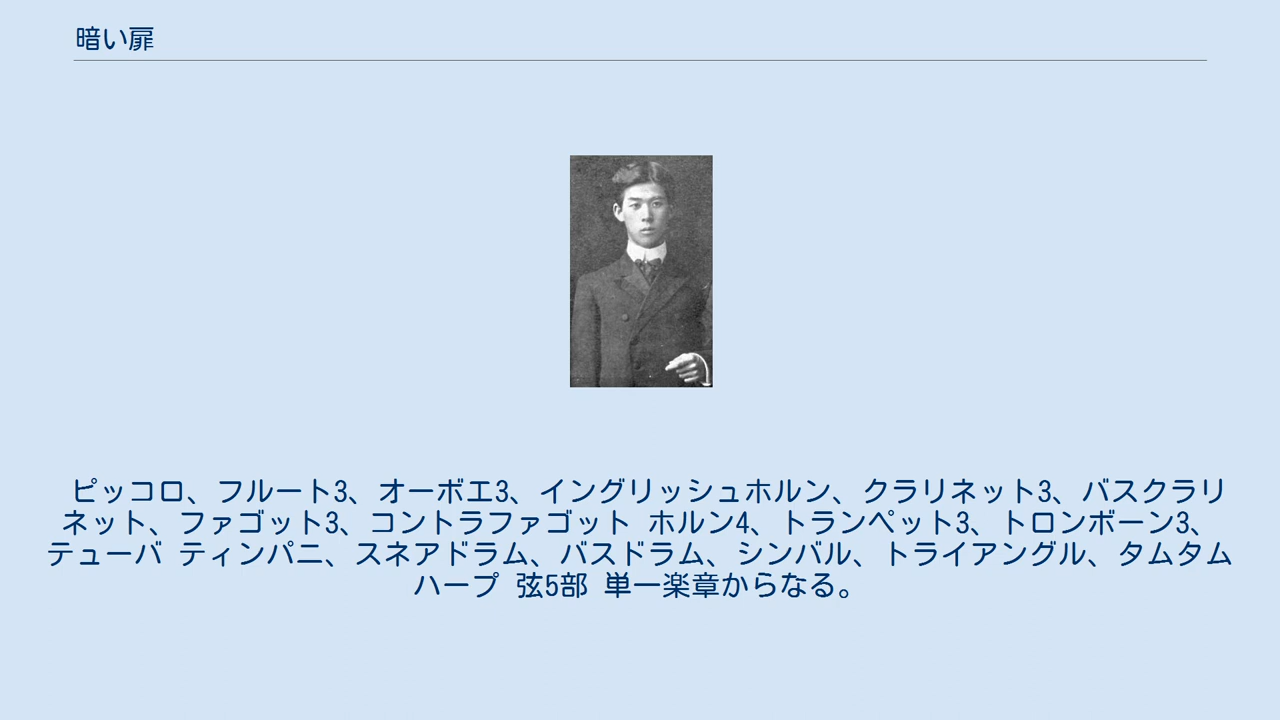 暗い扉
ピッコロ、フルート3、オーボエ3、イングリッシュホルン、クラリネット3、バスクラリ
ネット、ファゴット3、コントラファゴット ホルン4、トランペット3、トロンボーン3、
テューバ ティンパニ、スネアドラム、バスドラム、シンバル、トライアングル、タムタム
ハープ 弦5部 単一楽章からなる。